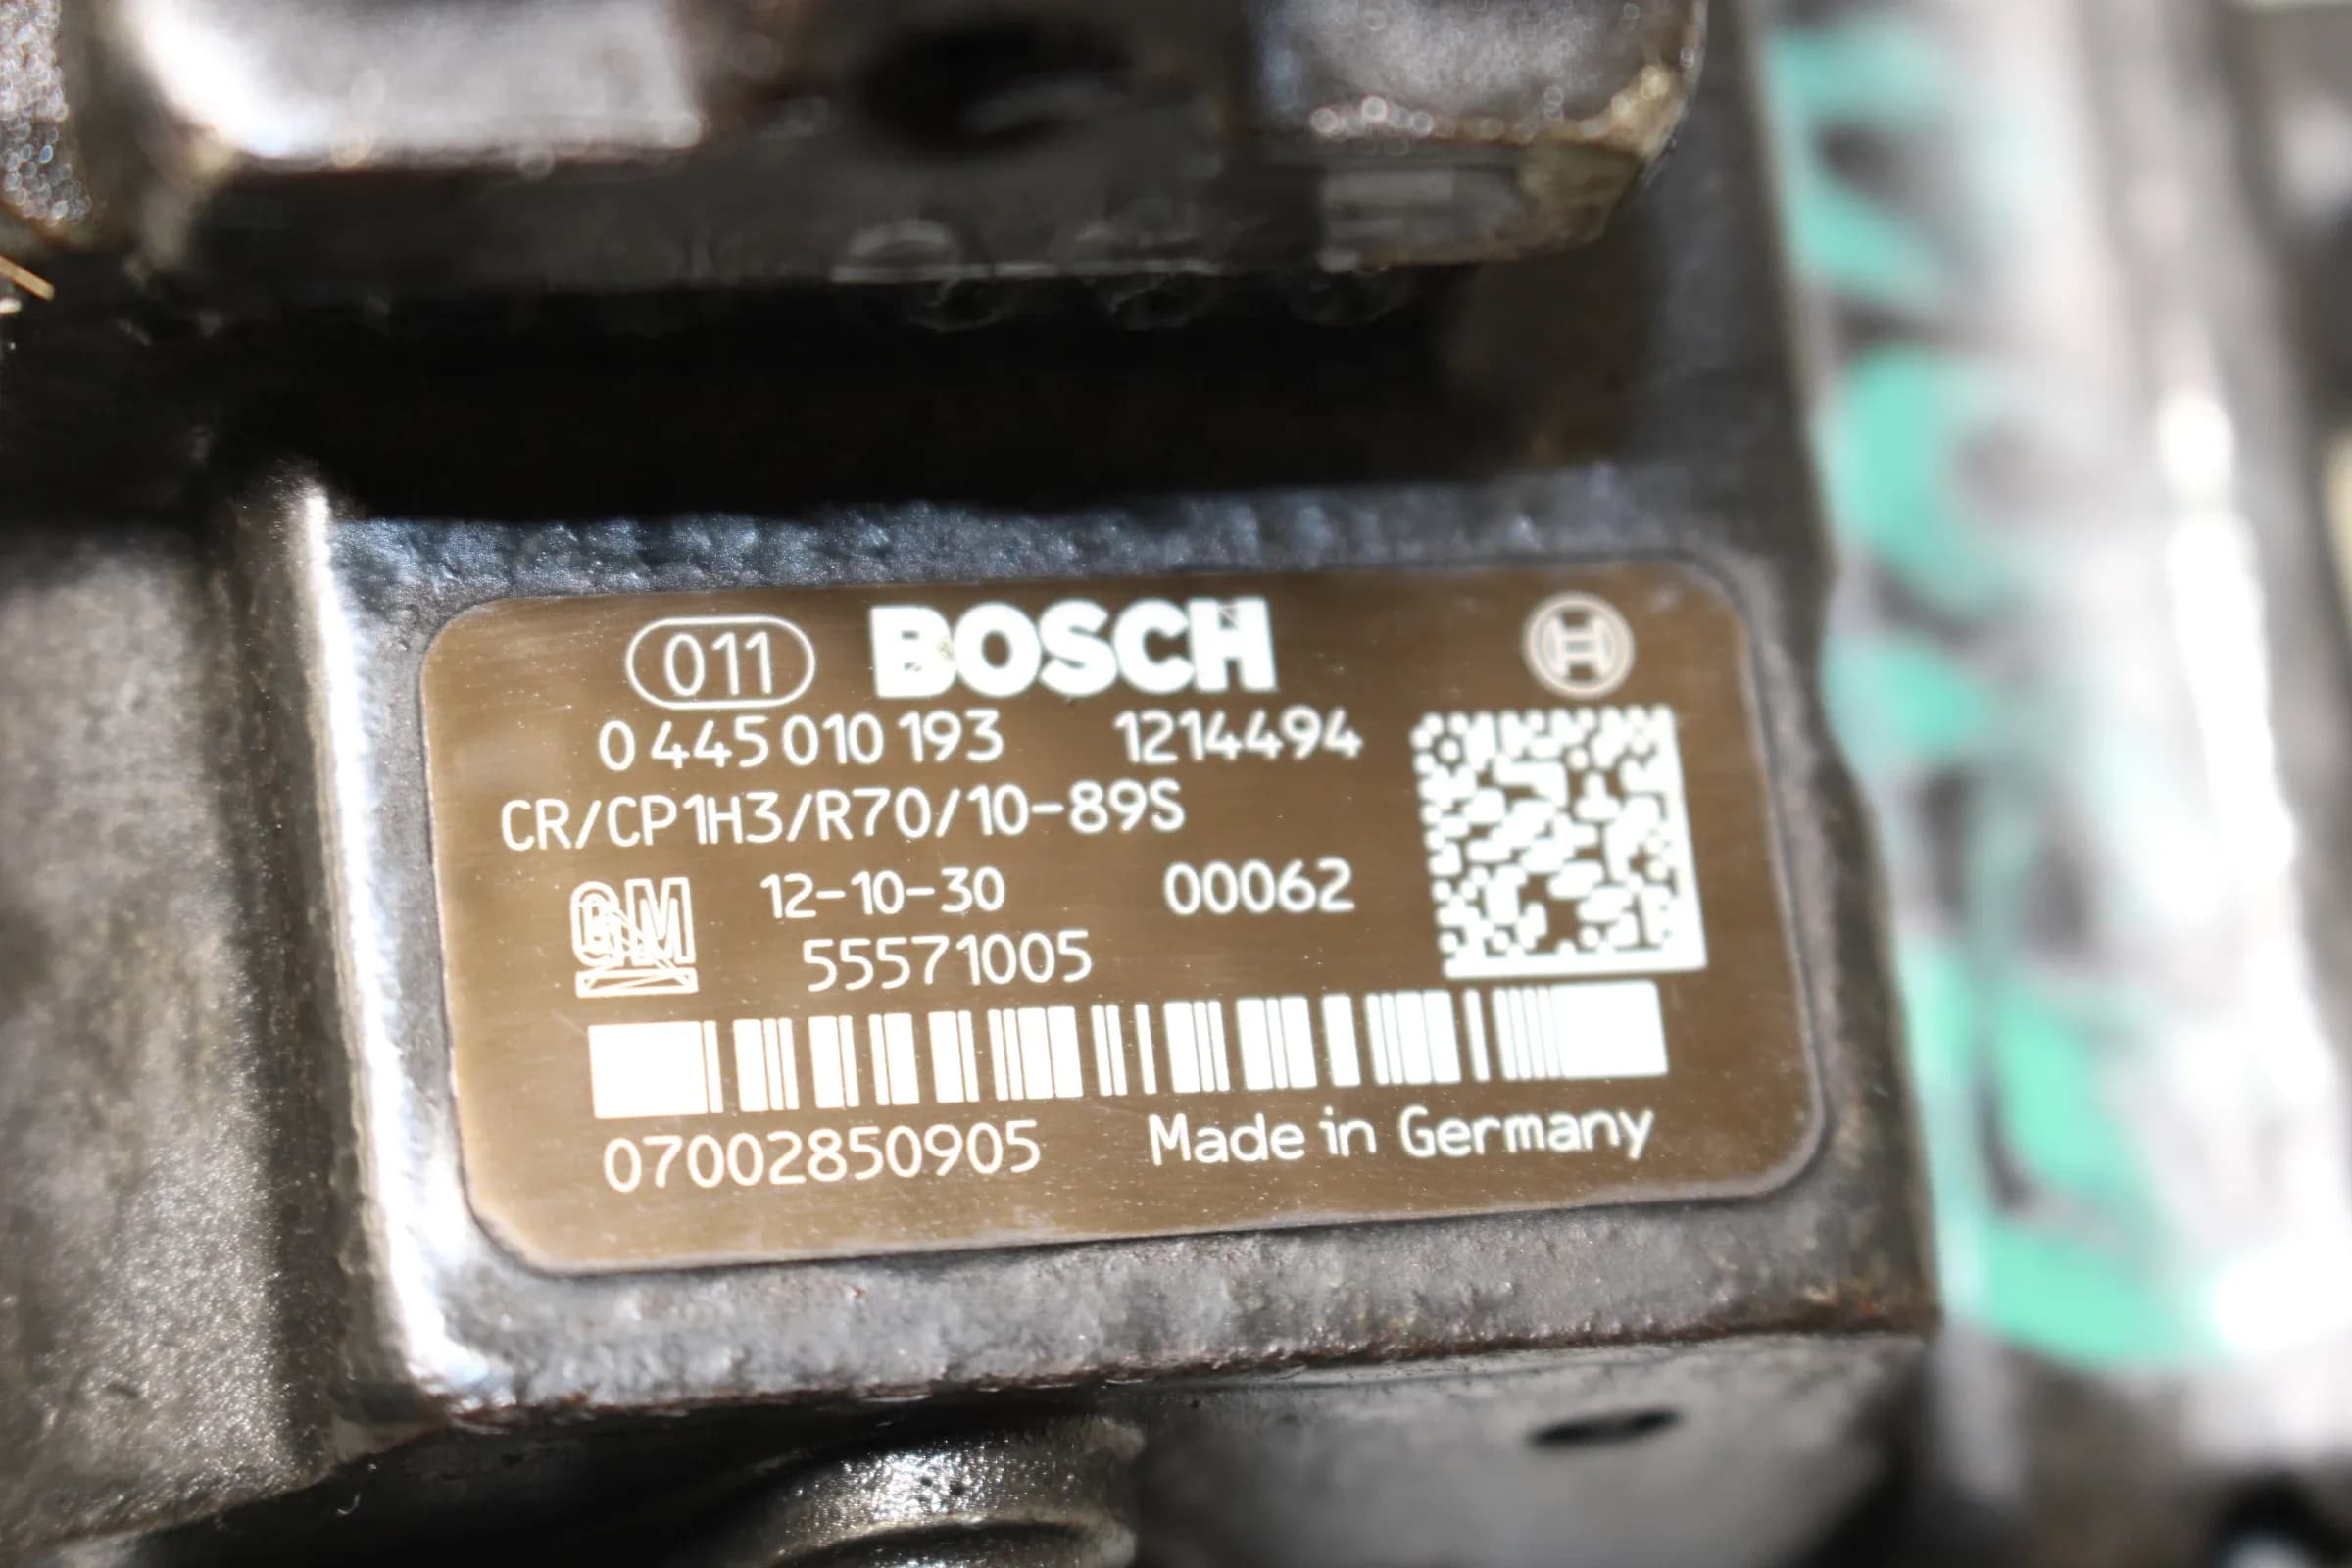 011 BOSCH
0 445 010 193 1214494
CR/CP1H3/R70/10-89S
GM 12-10-30 00062
55571005
07002850905 Made in Germany